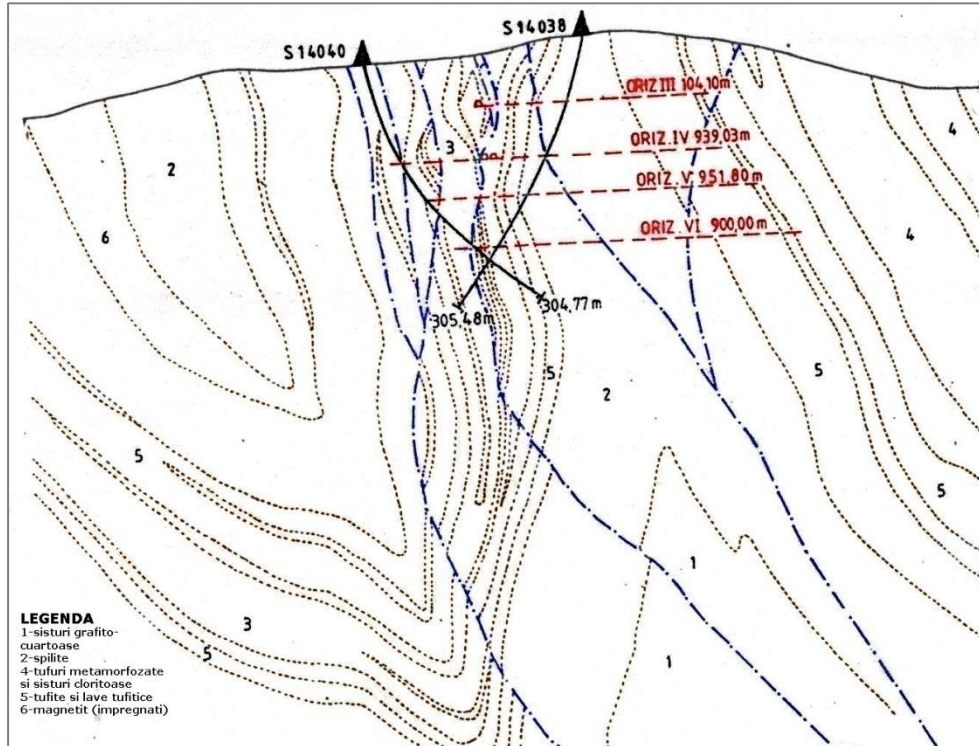 S14040
S14038
ORIZ III 104,10m
ORIZ. IV 939,03m
ORIZ. V 951,80m
ORIZ. VI 900,00m
305,48m
304,77m
2
6
3
4
4
5
5
2
5
5
1
1
3
5
LEGENDA
1-sisturi grafito-
cuartoase
2-spilite
4-tufuri metamorfozate
si sisturi cloritoase
5-tufite si lave tufitice
6-magnetit (impregnati)